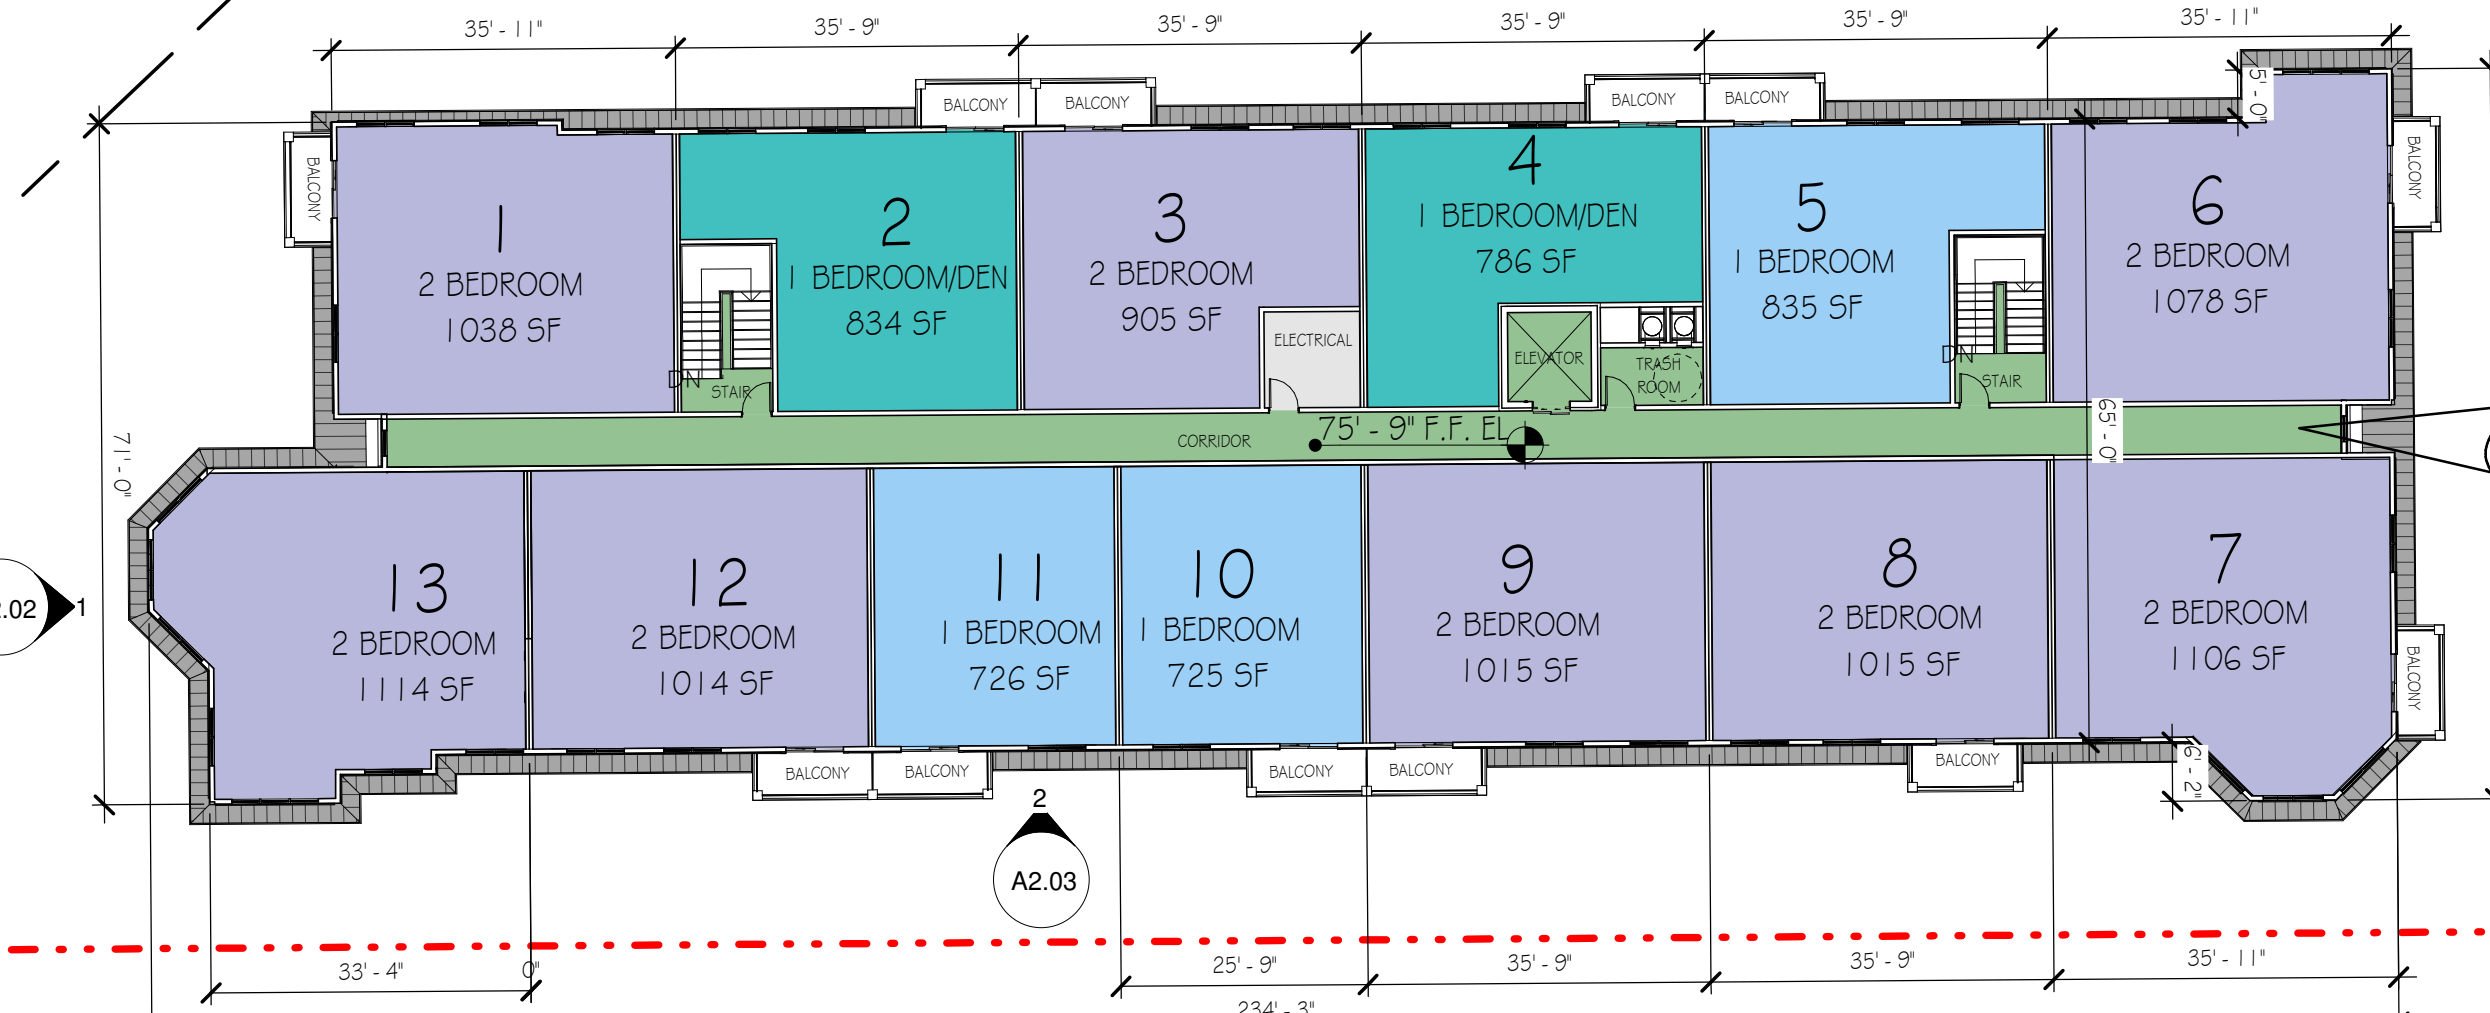 35' - 11"
35' - 9"
35' - 9"
35' - 9"
35' - 9"
35' - 11"
5' - 0"
BALCONY
BALCONY
BALCONY
BALCONY
BALCONY
BALCONY
1
2 BEDROOM
1038 SF
2
1 BEDROOM/DEN
834 SF
3
2 BEDROOM
905 SF
4
1 BEDROOM/DEN
786 SF
5
1 BEDROOM
835 SF
6
2 BEDROOM
1078 SF
DN
STAIR
ELECTRICAL
ELEVATOR
TRASH
ROOM
DN
STAIR
CORRIDOR
75' - 9" F.F. EL
65' - 0"
71' - 0"
13
2 BEDROOM
1114 SF
12
2 BEDROOM
1014 SF
11
1 BEDROOM
726 SF
10
1 BEDROOM
725 SF
9
2 BEDROOM
1015 SF
8
2 BEDROOM
1015 SF
7
2 BEDROOM
1106 SF
.02
1
BALCONY
BALCONY
BALCONY
BALCONY
BALCONY
BALCONY
6' - 2"
2
A2.03
33' - 4"
0"
25' - 9"
35' - 9"
35' - 9"
35' - 11"
234' - 3"